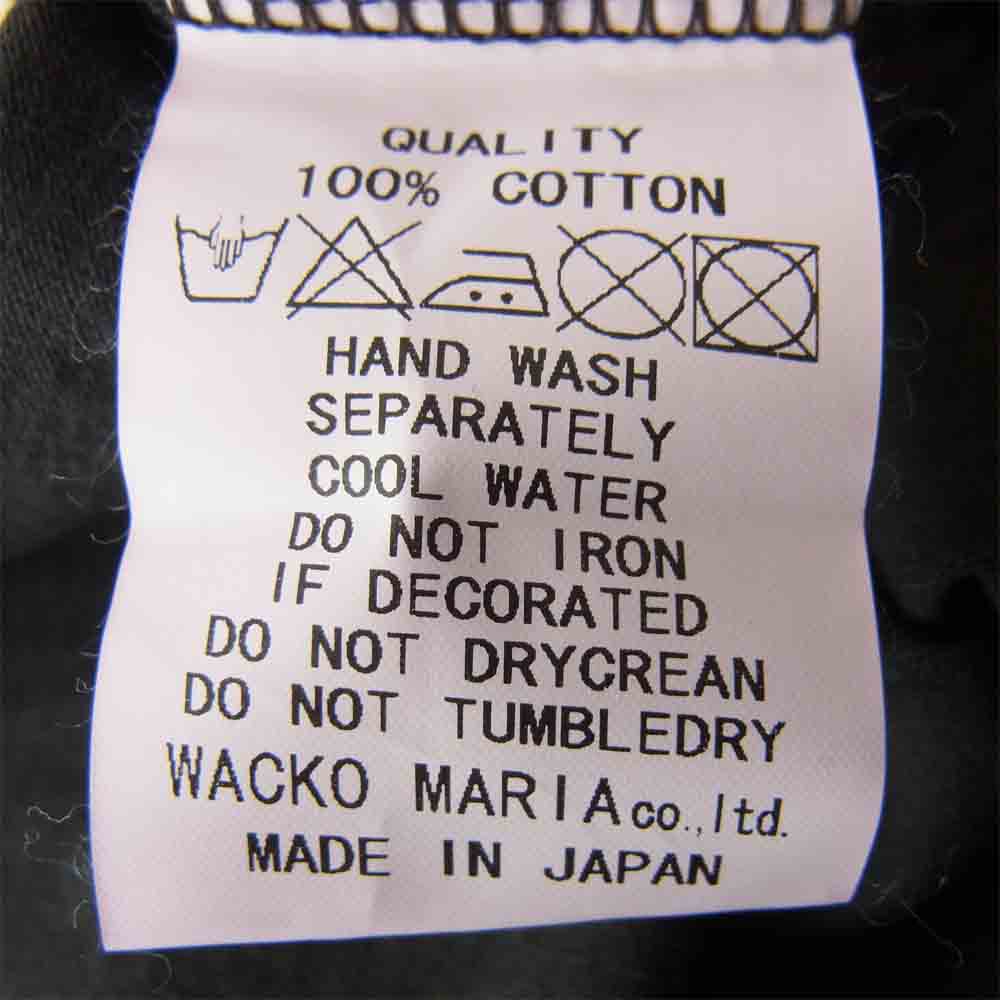 QUALITY
100% COTTON
HAND WASH
SEPARATELY
COOL WATER
DO NOT IRON
IF DECORATED
DO NOT DRYCREAN
DO NOT TUMBLEDRY
WACKO MARIA co.,ltd.
MADE IN JAPAN